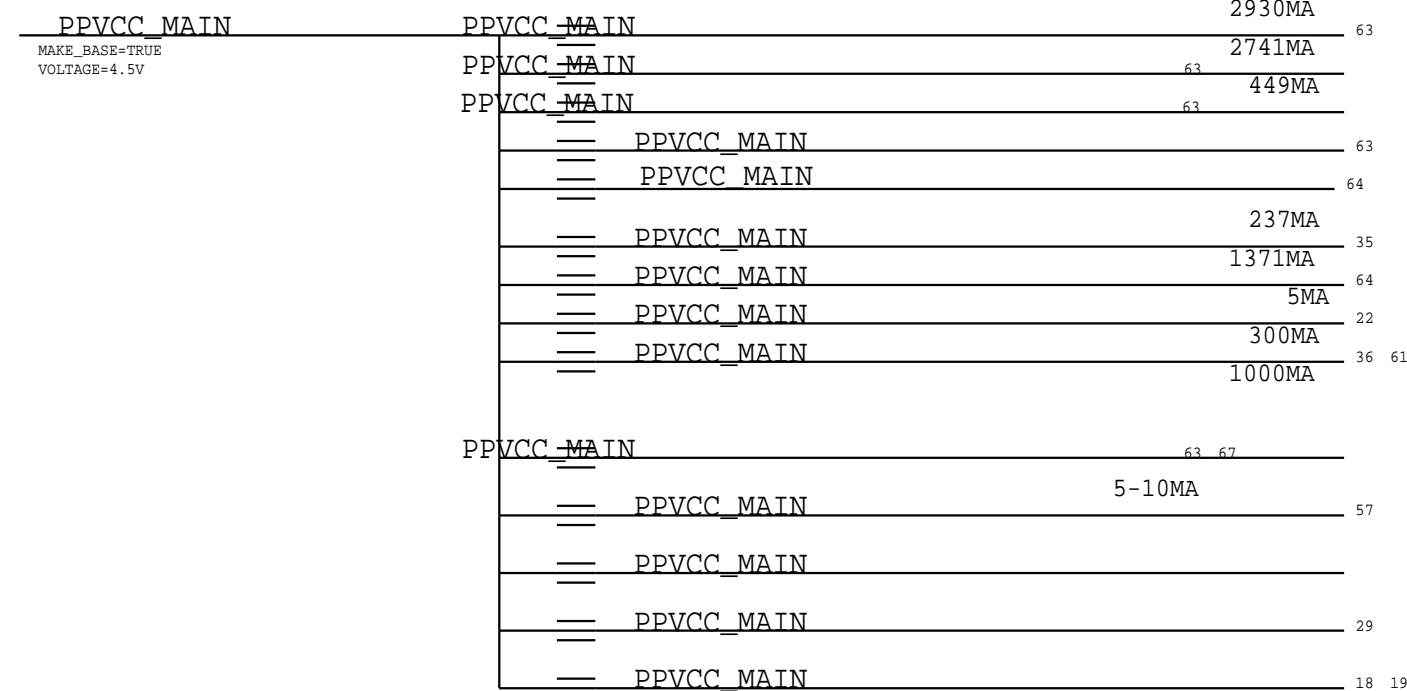 2930MA
PPVCC_MAIN PPVCC_MAIN 63
MAKE_BASE=TRUE 2741MA
VOLTAGE=4.5V PPVCC_MAIN 63
449MA
PPVCC_MAIN 63
PPVCC_MAIN 63
PPVCC_MAIN 64
237MA
PPVCC_MAIN 35
1371MA
PPVCC_MAIN 64
5MA
PPVCC_MAIN 22
300MA
PPVCC_MAIN 36 61
1000MA
PPVCC_MAIN 63 67
5-10MA
PPVCC_MAIN 57
PPVCC_MAIN
PPVCC_MAIN 29
PPVCC_MAIN 18 19